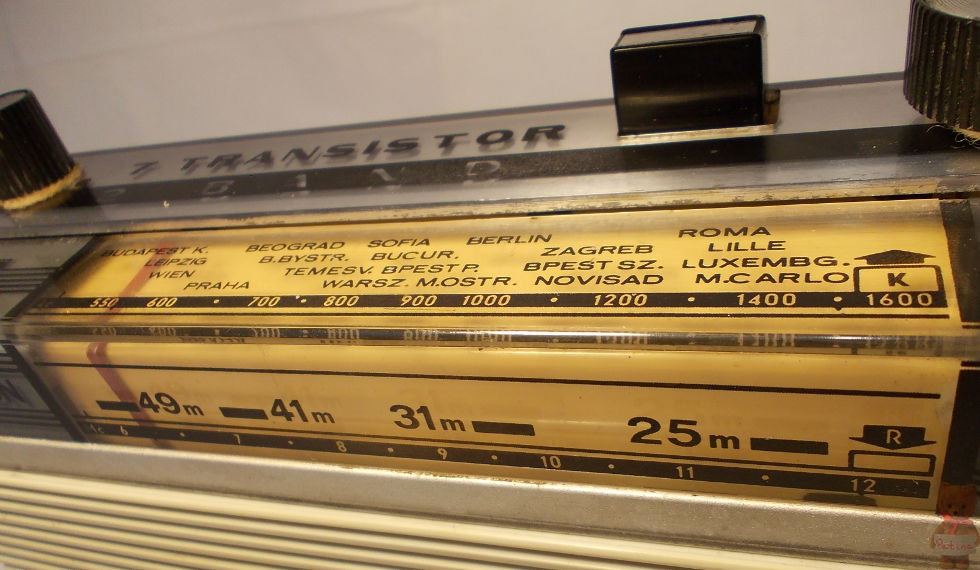 7 TRANSISTOR
2 BAND
BUDAPEST K. BEOGRAD SOFIA BERLIN ROMA
LEIPZIG B.BYSTR. BUCUR. ZAGREB LILLE
WIEN TEMESV. BPEST P. BPEST SZ. LUXEMBG.
PRAHA WARSZ. M.OSTR. NOVISAD M.CARLO K
550 600 700 800 900 1000 1200 1400 1600
49m 41m 31m 25m R
6 7 8 9 10 11 12